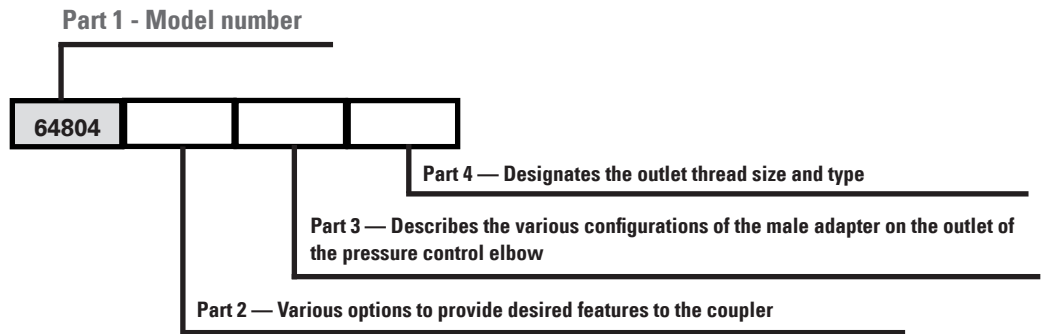 Part 1 - Model number
64804
Part 4 — Designates the outlet thread size and type
Part 3 — Describes the various configurations of the male adapter on the outlet of
the pressure control elbow
Part 2 — Various options to provide desired features to the coupler